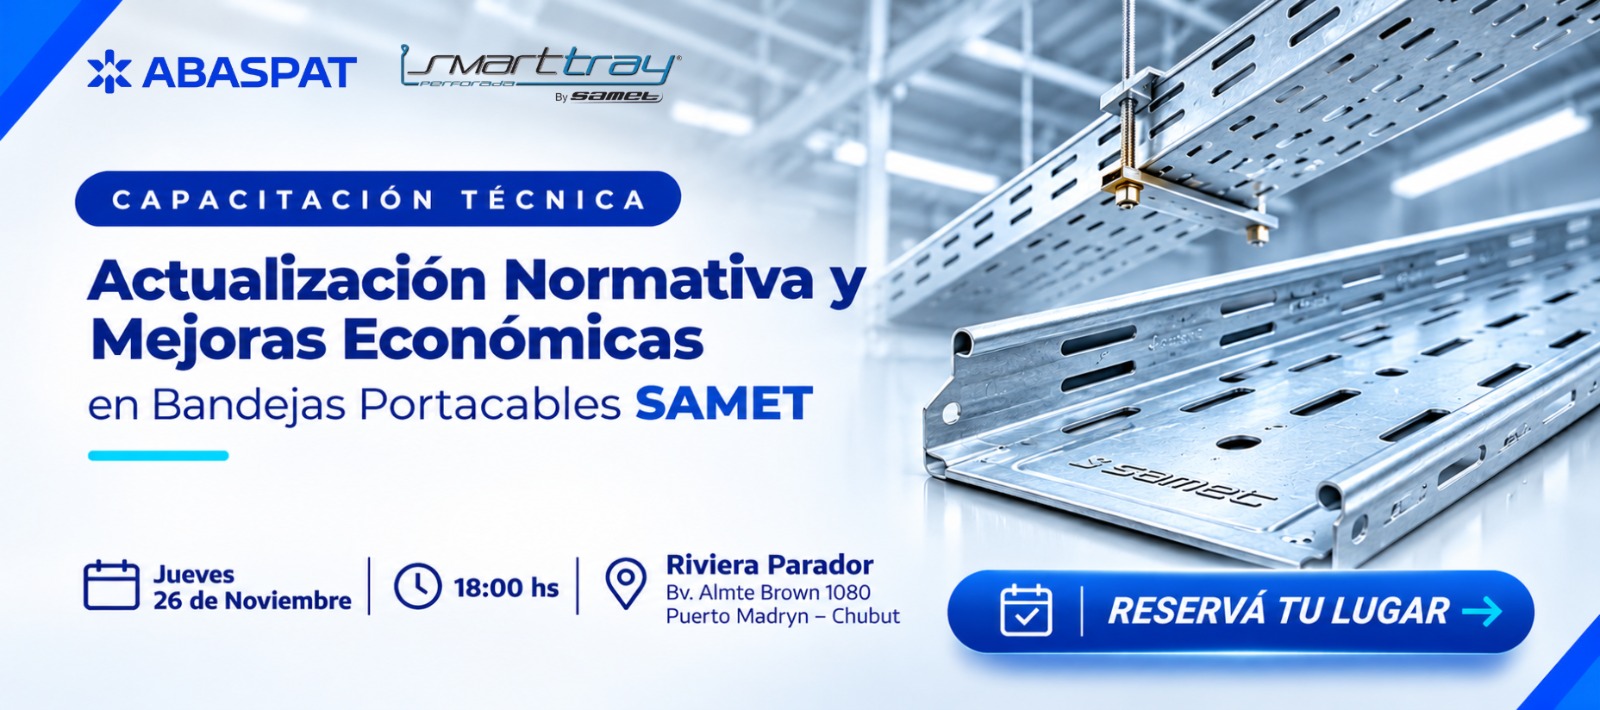 ABASPAT
smarttray®
perforada
By samet
CAPACITACIÓN TÉCNICA
Actualización Normativa y
Mejoras Económicas
en Bandejas Portacables SAMET
samet
Jueves
26 de Noviembre
18:00 hs
Riviera Parador
Bv. Almte Brown 1080
Puerto Madryn – Chubut
RESERVÁ TU LUGAR